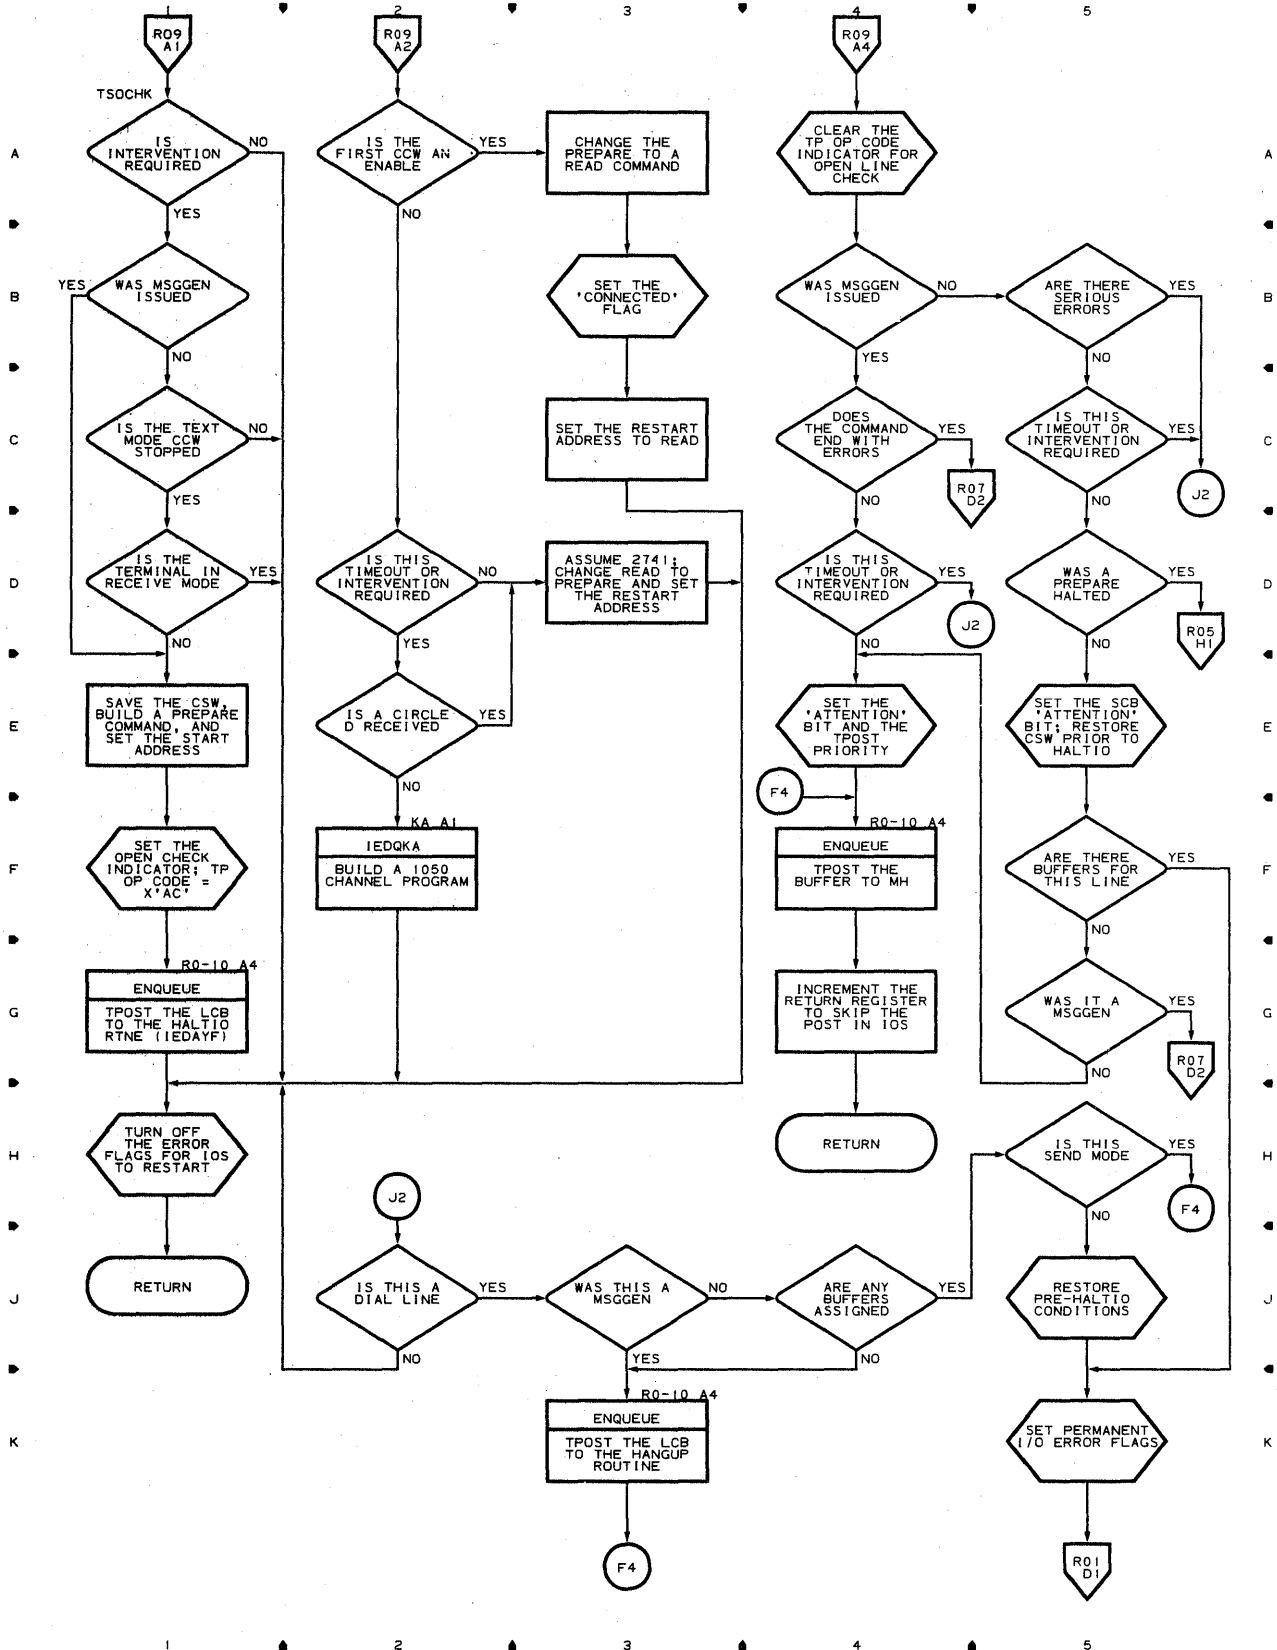 1 2 3 4 5
R09
A1
R09
A2
R09
A4
TSOCHK
A
IS
INTERVENTION
REQUIRED
NO
YES
IS THE
FIRST CCW AN
ENABLE
YES
NO
CHANGE THE
PREPARE TO A
READ COMMAND
CLEAR THE
TP OP CODE
INDICATOR FOR
OPEN LINE
CHECK
A
B
YES
WAS MSGGEN
ISSUED
NO
SET THE
'CONNECTED'
FLAG
WAS MSGGEN
ISSUED
NO
YES
ARE THERE
SERIOUS
ERRORS
YES
NO
B
C
IS THE TEXT
MODE CCW
STOPPED
NO
YES
SET THE RESTART
ADDRESS TO READ
DOES
THE COMMAND
END WITH
ERRORS
YES
NO
R07
D2
IS THIS
TIMEOUT OR
INTERVENTION
REQUIRED
YES
NO
J2
C
D
IS THE
TERMINAL IN
RECEIVE MODE
YES
NO
IS THIS
TIMEOUT OR
INTERVENTION
REQUIRED
NO
YES
ASSUME 2741;
CHANGE READ TO
PREPARE AND SET
THE RESTART
ADDRESS
IS THIS
TIMEOUT OR
INTERVENTION
REQUIRED
YES
NO
J2
WAS A
PREPARE
HALTED
YES
NO
R05
H1
D
E
SAVE THE CSW,
BUILD A PREPARE
COMMAND, AND
SET THE START
ADDRESS
IS A CIRCLE
D RECEIVED
YES
NO
SET THE
'ATTENTION'
BIT AND THE
TPOST
PRIORITY
SET THE SCB
'ATTENTION'
BIT; RESTORE
CSW PRIOR TO
HALTIO
E
F4
F
SET THE
OPEN CHECK
INDICATOR; TP
OP CODE =
X'AC'
KA A1
IEDQKA
BUILD A 1050
CHANNEL PROGRAM
R0-10 A4
ENQUEUE
TPOST THE
BUFFER TO MH
ARE THERE
BUFFERS FOR
THIS LINE
YES
NO
F
G
R0-10 A4
ENQUEUE
TPOST THE LCB
TO THE HALTIO
RTNE (IEDAYF)
INCREMENT THE
RETURN REGISTER
TO SKIP THE
POST IN IOS
WAS IT A
MSGGEN
YES
NO
R07
D2
G
H
TURN OFF
THE ERROR
FLAGS FOR IOS
TO RESTART
J2
RETURN
IS THIS
SEND MODE
YES
NO
F4
H
J
RETURN
IS THIS A
DIAL LINE
YES
NO
WAS THIS A
MSGGEN
NO
YES
ARE ANY
BUFFERS
ASSIGNED
YES
NO
RESTORE
PRE-HALTIO
CONDITIONS
J
K
R0-10 A4
ENQUEUE
TPOST THE LCB
TO THE HANGUP
ROUTINE
SET PERMANENT
I/O ERROR FLAGS
K
F4
R01
D1
1 2 3 4 5